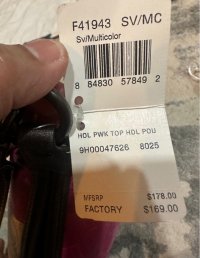 F41943 SV/MC
Sv/Multicolor
8 84830 57849 2
HOL PWK TOP HDL POU
9H00047626 8025
MFSRP $178.00
FACTORY $169.00